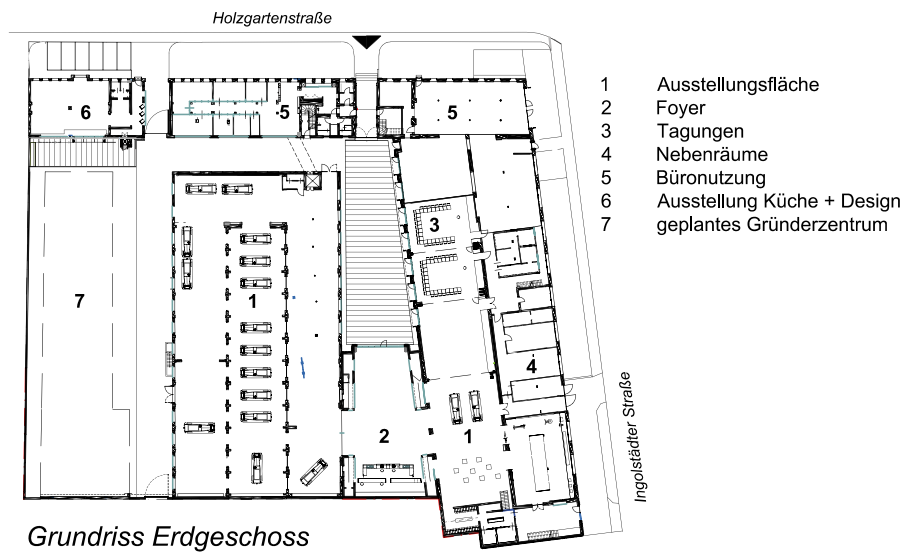 Holzgartenstraße
6
5
5
1 Ausstellungsfläche
2 Foyer
3 Tagungen
4 Nebenräume
5 Büronutzung
6 Ausstellung Küche + Design
7 geplantes Gründerzentrum
3
7
1
4
2
1
Ingolstädter Straße
Grundriss Erdgeschoss